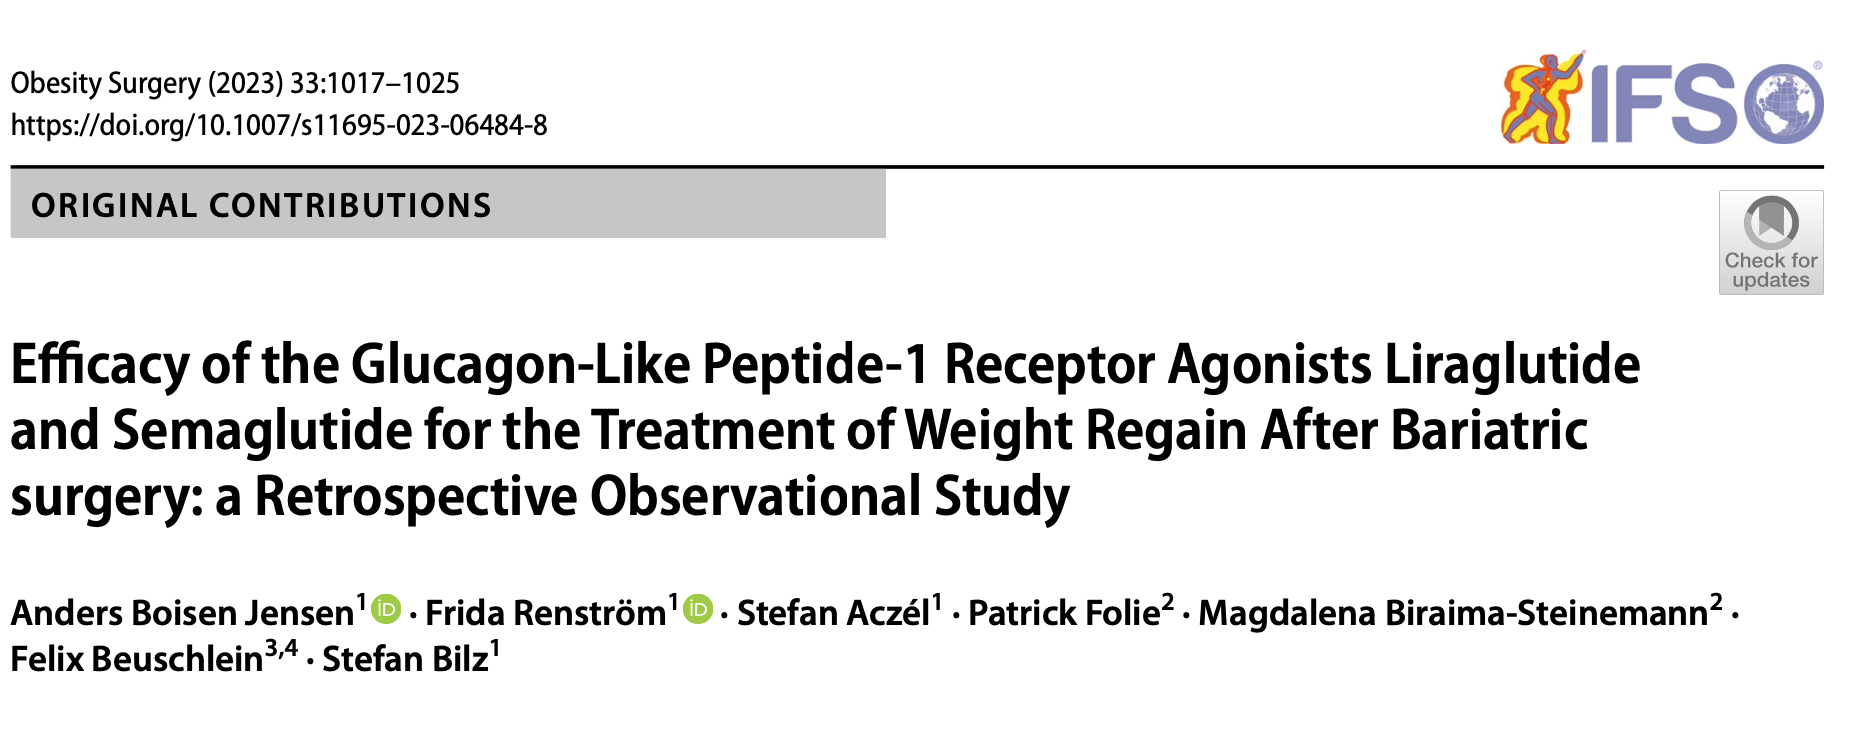 Obesity Surgery (2023) 33:1017–1025
https://doi.org/10.1007/s11695-023-06484-8
IFSO®
ORIGINAL CONTRIBUTIONS
Check for
updates
Efficacy of the Glucagon-Like Peptide-1 Receptor Agonists Liraglutide
and Semaglutide for the Treatment of Weight Regain After Bariatric
surgery: a Retrospective Observational Study
Anders Boisen Jensen¹ iD · Frida Renström¹ iD · Stefan Aczél¹ · Patrick Folie² · Magdalena Biraima-Steinemann² ·
Felix Beuschlein³,⁴ · Stefan Bilz¹